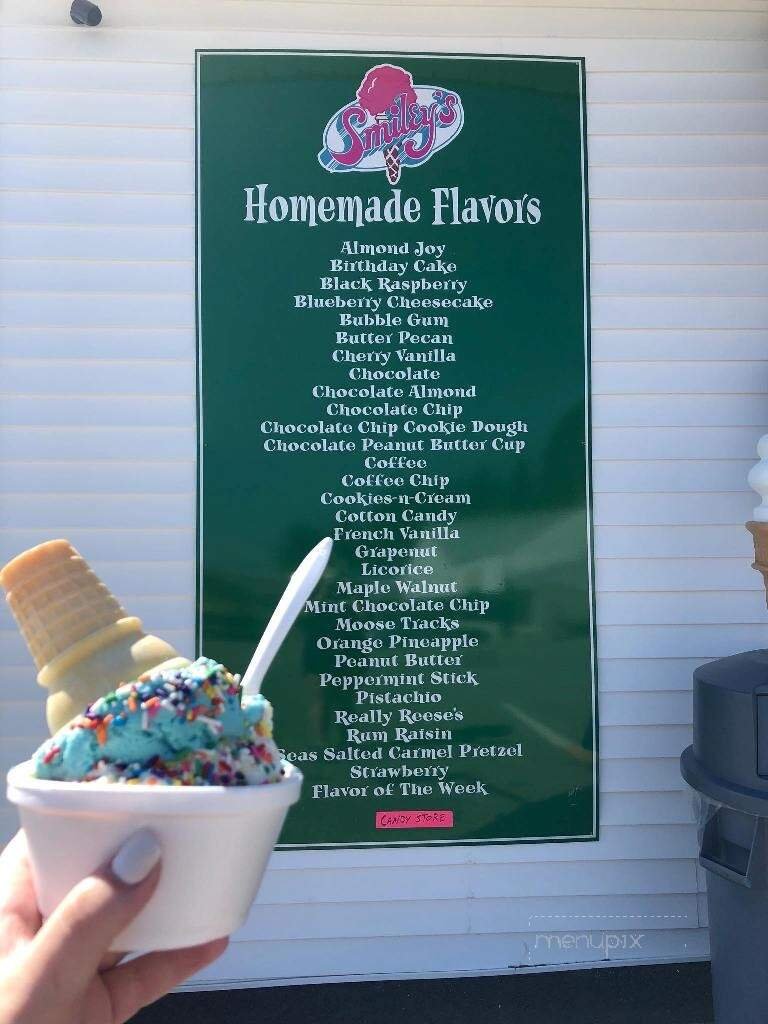 Smiley's
Homemade Flavors
Almond Joy
Birthday Cake
Black Raspberry
Blueberry Cheesecake
Bubble Gum
Butter Pecan
Cherry Vanilla
Chocolate
Chocolate Almond
Chocolate Chip
Chocolate Chip Cookie Dough
Chocolate Peanut Butter Cup
Coffee
Coffee Chip
Cookies-n-Cream
Cotton Candy
French Vanilla
Grapenut
Licorice
Maple Walnut
Mint Chocolate Chip
Moose Tracks
Orange Pineapple
Peanut Butter
Peppermint Stick
Pistachio
Really Reese's
Rum Raisin
Seas Salted Carmel Pretzel
Strawberry
Flavor of The Week
CANDY STORE
menupix